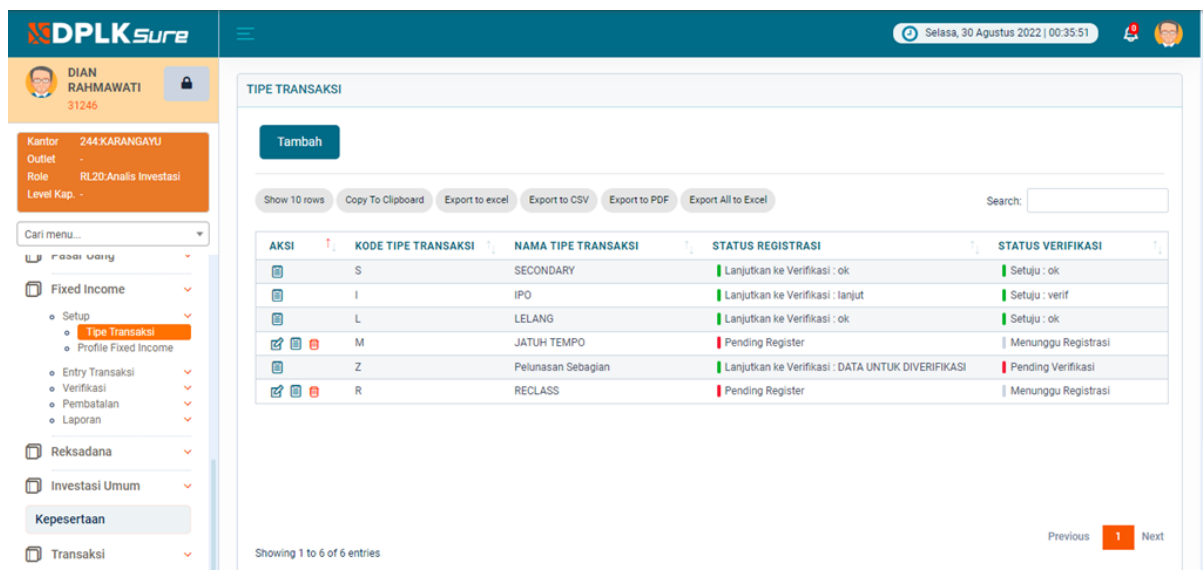 DPLKsure
Selasa, 30 Agustus 2022 | 00:35:51
DIAN
RAHMAWATI
31246
Kantor 244:KARANGAYU
Outlet -
Role RL20:Analis Investasi
Level Kap. -
Cari menu...
Pasar Uang
Fixed Income
Setup
Tipe Transaksi
Profile Fixed Income
Entry Transaksi
Verifikasi
Pembatalan
Laporan
Reksadana
Investasi Umum
Kepesertaan
Transaksi
TIPE TRANSAKSI
Tambah
Show 10 rows Copy To Clipboard Export to excel Export to CSV Export to PDF Export All to Excel Search:
AKSI KODE TIPE TRANSAKSI NAMA TIPE TRANSAKSI STATUS REGISTRASI STATUS VERIFIKASI
S SECONDARY Lanjutkan ke Verifikasi : ok Setuju : ok
I IPO Lanjutkan ke Verifikasi : lanjut Setuju : verif
L LELANG Lanjutkan ke Verifikasi : ok Setuju : ok
M JATUH TEMPO Pending Register Menunggu Registrasi
Z Pelunasan Sebagian Lanjutkan ke Verifikasi : DATA UNTUK DIVERIFIKASI Pending Verifikasi
R RECLASS Pending Register Menunggu Registrasi
Previous 1 Next
Showing 1 to 6 of 6 entries